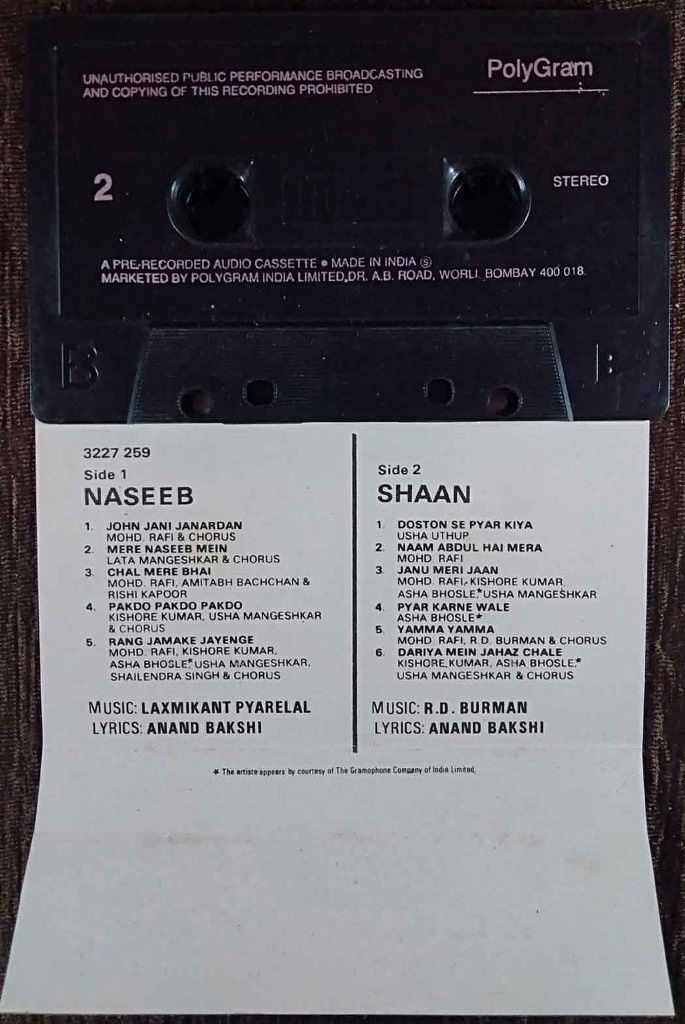 UNAUTHORISED PUBLIC PERFORMANCE BROADCASTING
AND COPYING OF THIS RECORDING PROHIBITED
PolyGram
2
STEREO
A PRE-RECORDED AUDIO CASSETTE • MADE IN INDIA Ⓢ
MARKETED BY POLYGRAM INDIA LIMITED, DR. A.B. ROAD, WORLI, BOMBAY 400 018.
B
B
3227 259
Side 1
NASEEB
1. JOHN JANI JANARDAN
MOHD. RAFI & CHORUS
2. MERE NASEEB MEIN
LATA MANGESHKAR & CHORUS
3. CHAL MERE BHAI
MOHD. RAFI, AMITABH BACHCHAN &
RISHI KAPOOR
4. PAKDO PAKDO PAKDO
KISHORE KUMAR, USHA MANGESHKAR
& CHORUS
5. RANG JAMAKE JAYENGE
MOHD. RAFI, KISHORE KUMAR,
ASHA BHOSLE,* USHA MANGESHKAR,
SHAILENDRA SINGH & CHORUS
MUSIC: LAXMIKANT PYARELAL
LYRICS: ANAND BAKSHI
Side 2
SHAAN
1. DOSTON SE PYAR KIYA
USHA UTHUP
2. NAAM ABDUL HAI MERA
MOHD. RAFI
3. JANU MERI JAAN
MOHD. RAFI, KISHORE KUMAR,
ASHA BHOSLE,* USHA MANGESHKAR
4. PYAR KARNE WALE
ASHA BHOSLE*
5. YAMMA YAMMA
MOHD. RAFI, R.D. BURMAN & CHORUS
6. DARIYA MEIN JAHAZ CHALE
KISHORE KUMAR, ASHA BHOSLE,*
USHA MANGESHKAR & CHORUS
MUSIC: R.D. BURMAN
LYRICS: ANAND BAKSHI
* The artiste appears by courtesy of The Gramophone Company of India Limited.